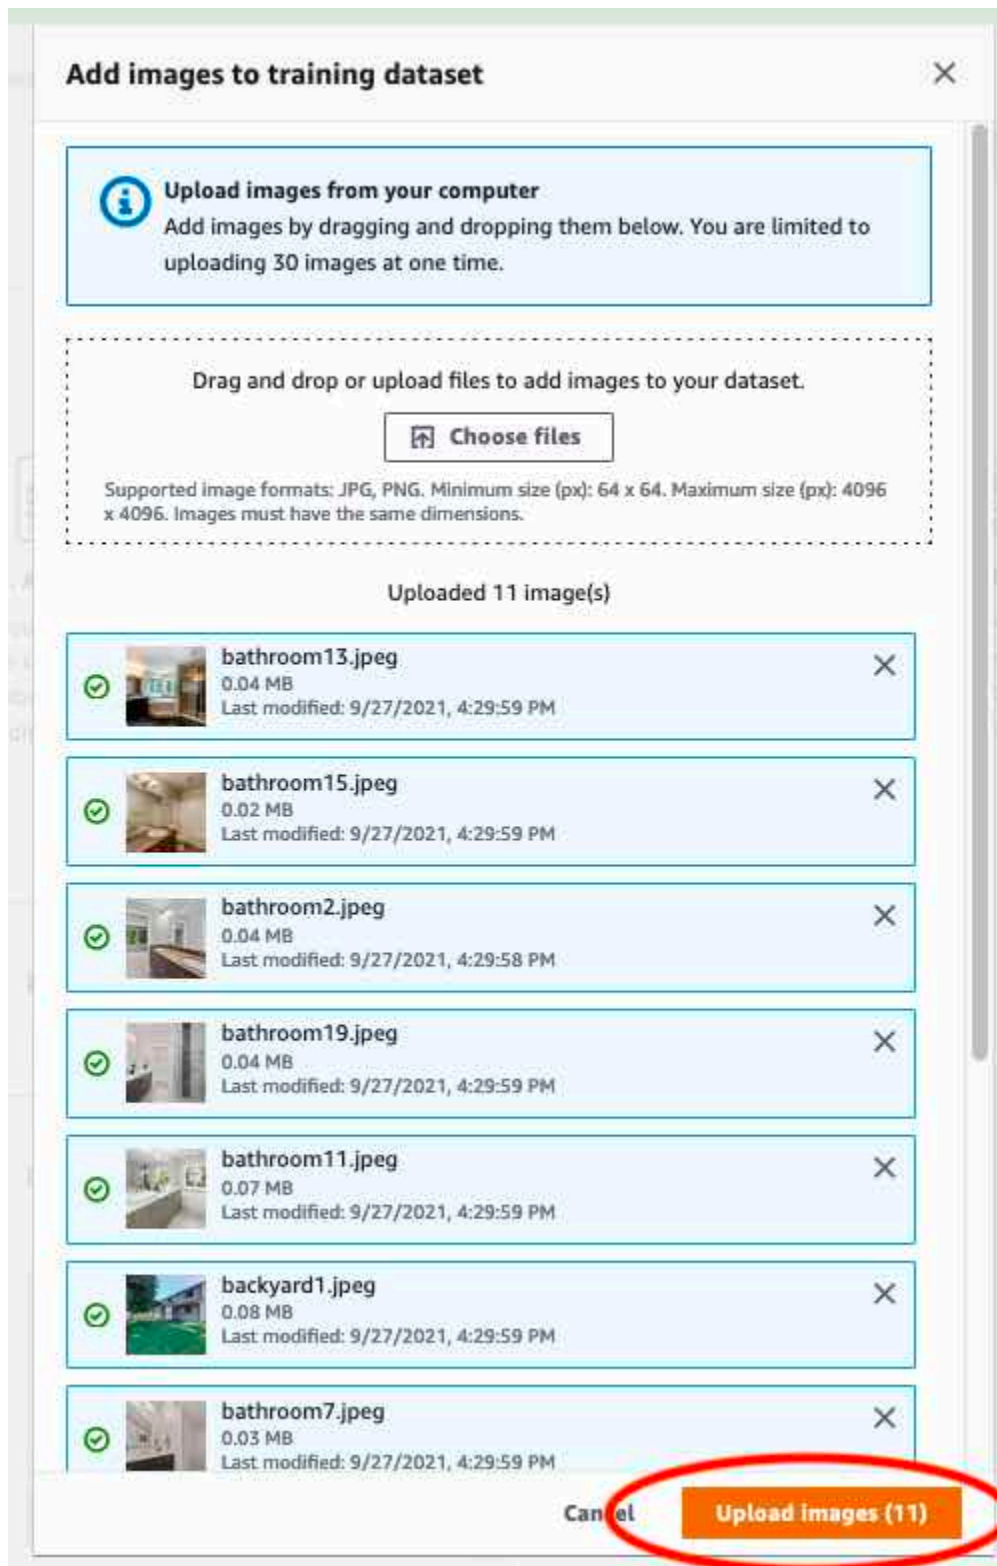 Add images to training dataset
Upload images from your computer
Add images by dragging and dropping them below. You are limited to
uploading 30 images at one time.
Drag and drop or upload files to add images to your dataset.
Choose files
Supported image formats: JPG, PNG. Minimum size (px): 64 x 64. Maximum size (px): 4096
x 4096. Images must have the same dimensions.
Uploaded 11 image(s)
bathroom13.jpeg
0.04 MB
Last modified: 9/27/2021, 4:29:59 PM
bathroom15.jpeg
0.02 MB
Last modified: 9/27/2021, 4:29:59 PM
bathroom2.jpeg
0.04 MB
Last modified: 9/27/2021, 4:29:58 PM
bathroom19.jpeg
0.04 MB
Last modified: 9/27/2021, 4:29:59 PM
bathroom11.jpeg
0.07 MB
Last modified: 9/27/2021, 4:29:59 PM
backyard1.jpeg
0.08 MB
Last modified: 9/27/2021, 4:29:59 PM
bathroom7.jpeg
0.03 MB
Last modified: 9/27/2021, 4:29:59 PM
Cancel
Upload images (11)